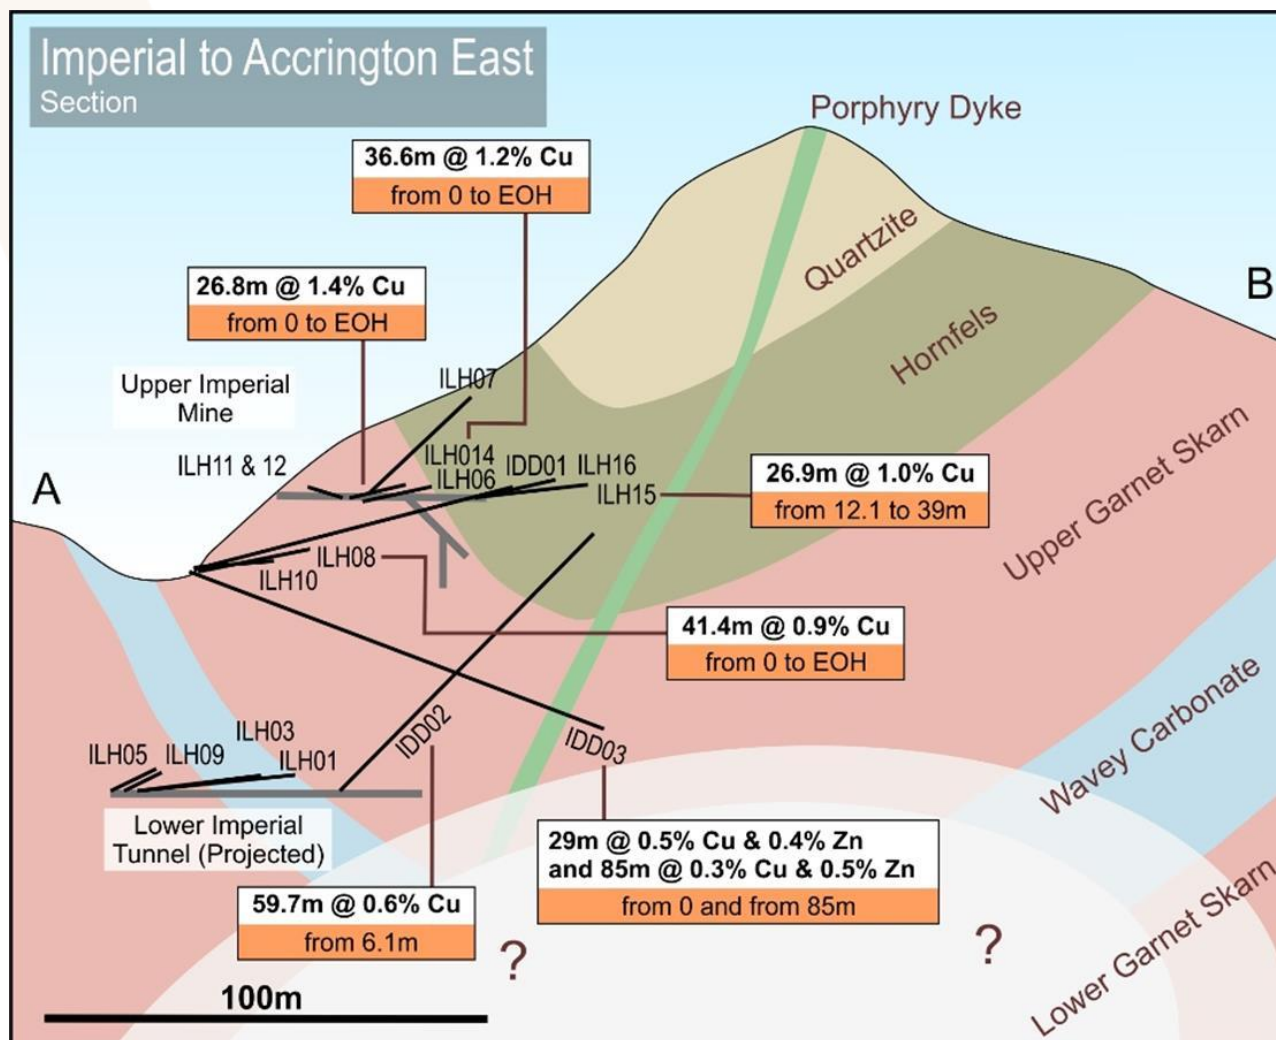 Imperial to Accrington East
Section
Porphyry Dyke
36.6m @ 1.2% Cu
from 0 to EOH
Quartzite
26.8m @ 1.4% Cu
from 0 to EOH
B
Hornfels
Upper Imperial
Mine
ILH07
ILH11 & 12
ILH014
ILH06
IDD01
ILH16
ILH15
A
26.9m @ 1.0% Cu
from 12.1 to 39m
Upper Garnet Skarn
ILH08
ILH10
41.4m @ 0.9% Cu
from 0 to EOH
IDD02
IDD03
ILH05
ILH09
ILH03
ILH01
Wavey Carbonate
Lower Imperial
Tunnel (Projected)
29m @ 0.5% Cu & 0.4% Zn
and 85m @ 0.3% Cu & 0.5% Zn
from 0 and from 85m
59.7m @ 0.6% Cu
from 6.1m
?
?
Lower Garnet Skarn
100m